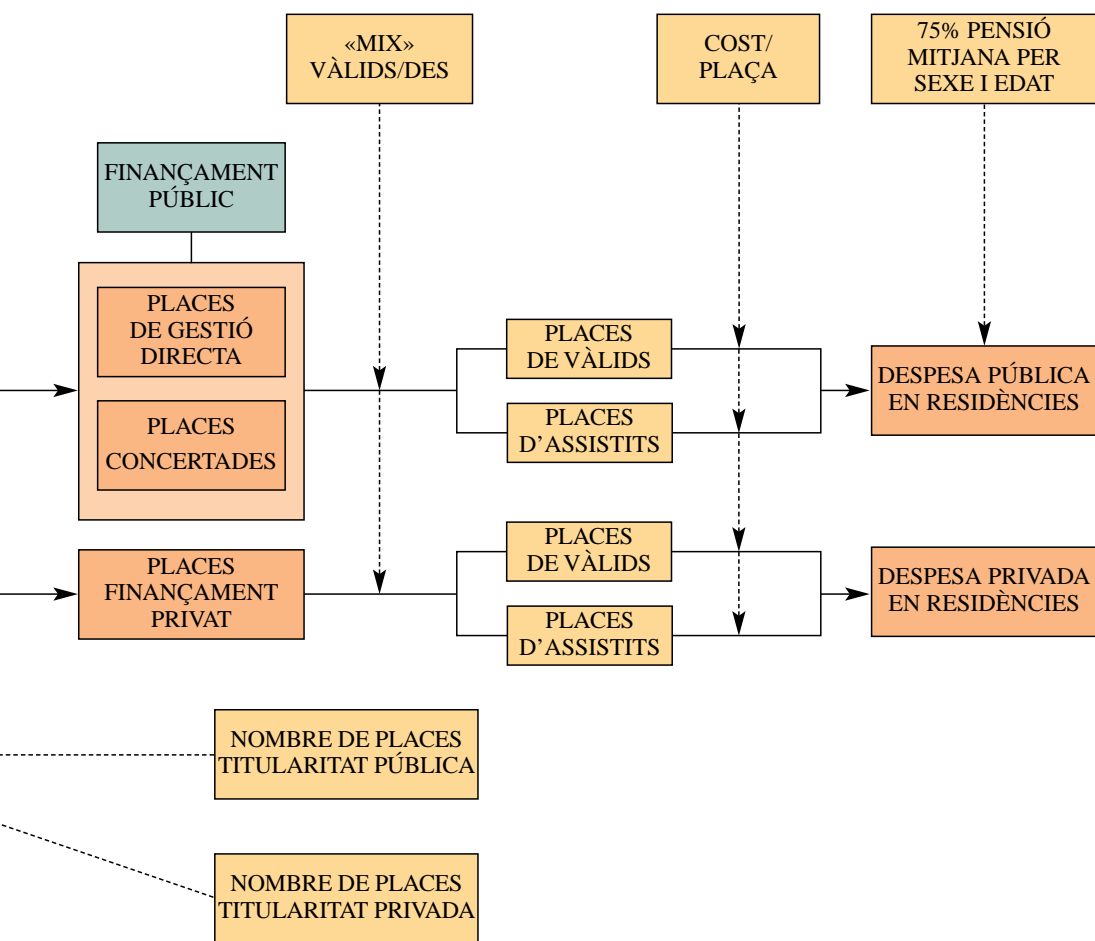 «MIX»
VÀLIDS/DES
COST/
PLAÇA
75% PENSIÓ
MITJANA PER
SEXE I EDAT
FINANÇAMENT
PÚBLIC
PLACES
DE GESTIÓ
DIRECTA
PLACES
CONCERTADES
PLACES
DE VÀLIDS
PLACES
D’ASSISTITS
DESPESA PÚBLICA
EN RESIDÈNCIES
PLACES
FINANÇAMENT
PRIVAT
PLACES
DE VÀLIDS
PLACES
D’ASSISTITS
DESPESA PRIVADA
EN RESIDÈNCIES
NOMBRE DE PLACES
TITULARITAT PÚBLICA
NOMBRE DE PLACES
TITULARITAT PRIVADA